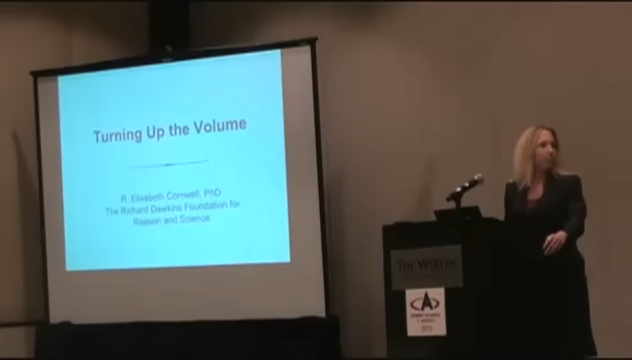 Turning Up the Volume
R. Elisabeth Cornwell, PhD
The Richard Dawkins Foundation for
Reason and Science
THE WESTIN
A